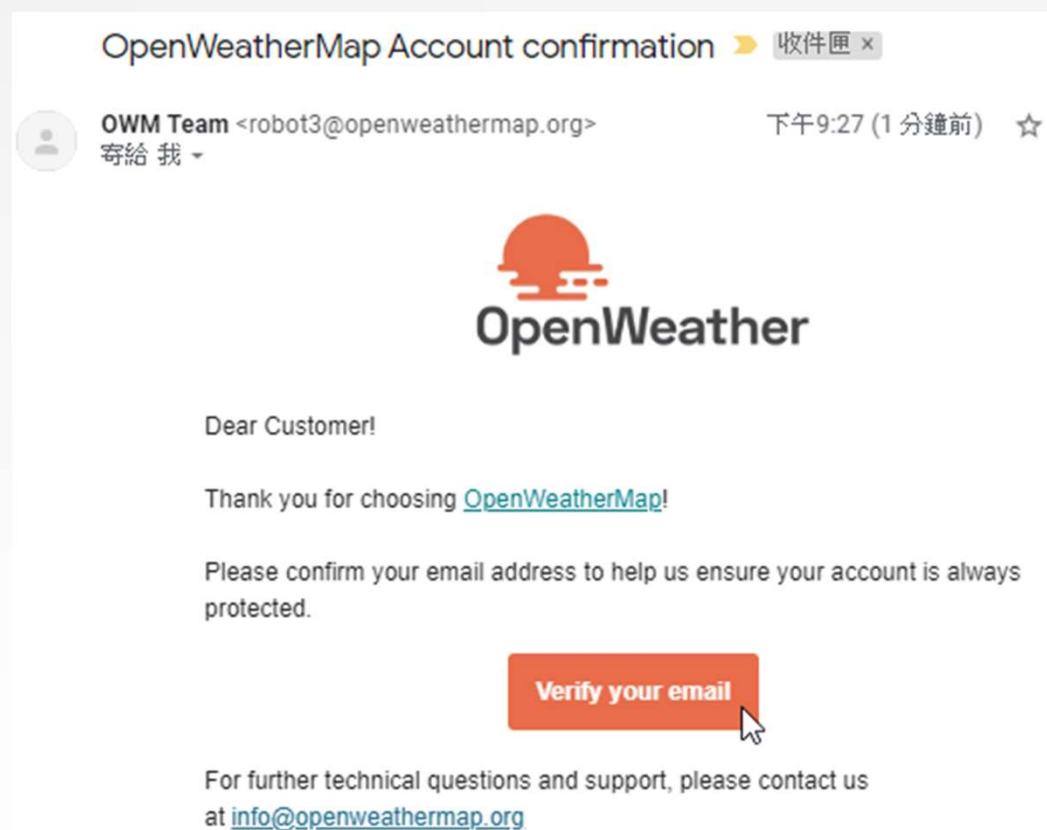 OpenWeatherMap Account confirmation 收件匣 ×
OWM Team <robot3@openweathermap.org> 下午9:27 (1 分鐘前)
寄給 我
OpenWeather
Dear Customer!
Thank you for choosing OpenWeatherMap!
Please confirm your email address to help us ensure your account is always
protected.
Verify your email
For further technical questions and support, please contact us
at info@openweathermap.org